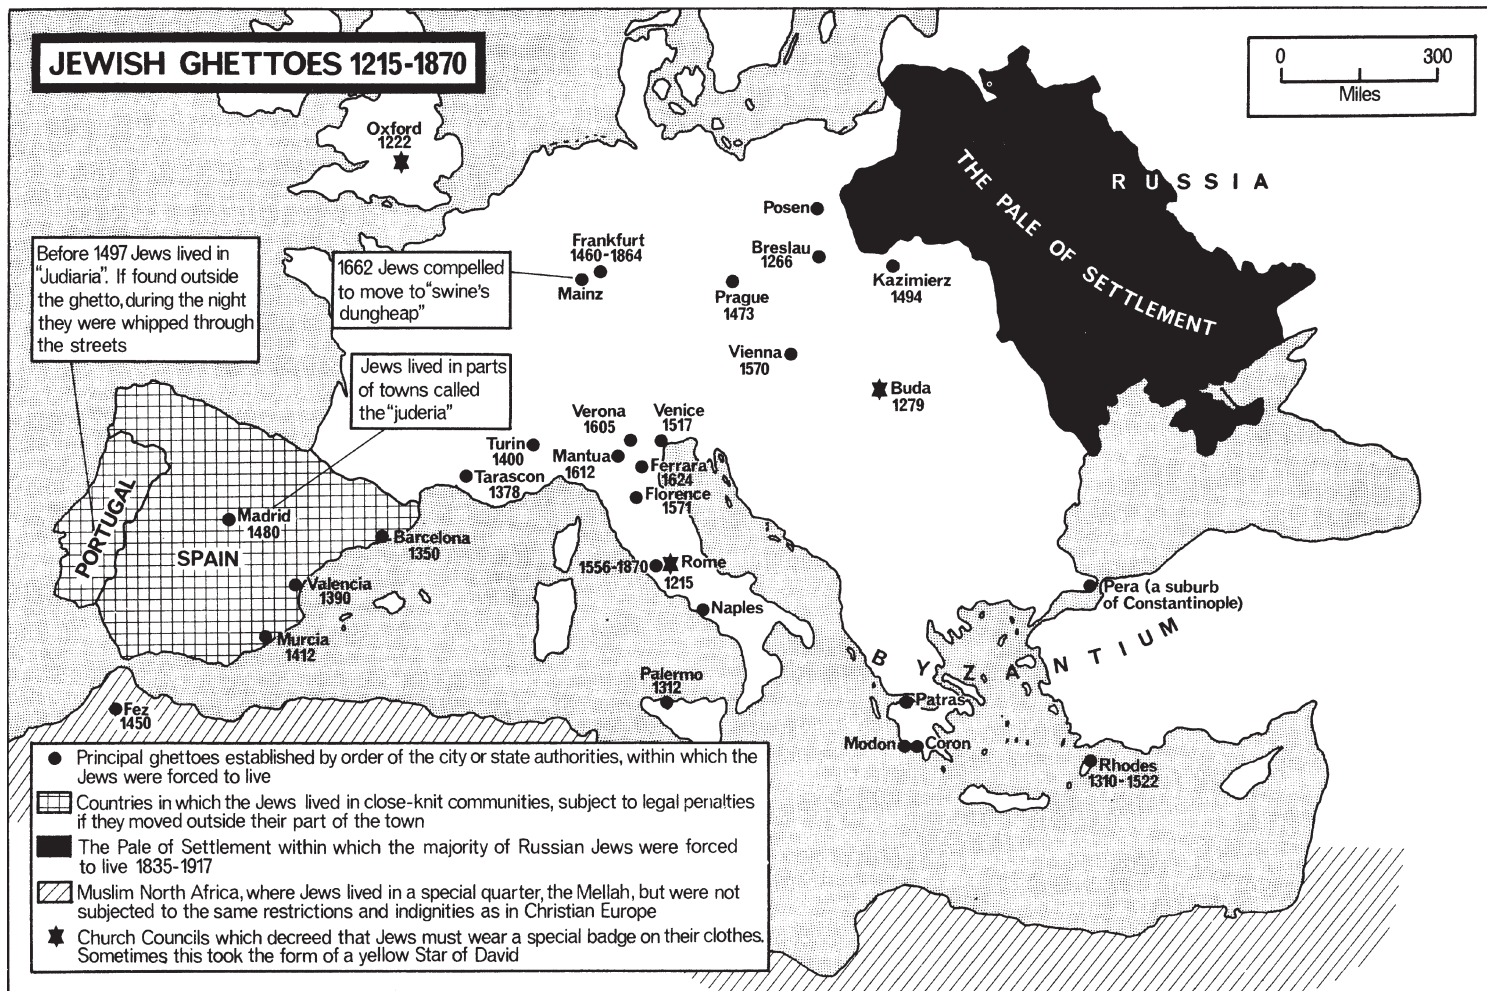 JEWISH GHETTOES 1215-1870
0 300
Miles
Oxford
1222
RUSSIA
THE PALE OF SETTLEMENT
Before 1497 Jews lived in
"Judiaria". If found outside
the ghetto, during the night
they were whipped through
the streets
1662 Jews compelled
to move to "swine's
dungheap"
Jews lived in parts
of towns called
the "juderia"
Frankfurt
1460-1864
Mainz
Posen
Breslau
1266
Prague
1473
Kazimierz
1494
Vienna
1570
Buda
1279
Verona
1605
Venice
1517
Turin
1400
Mantua
1612
Ferrara
1624
Tarascon
1378
Florence
1571
PORTUGAL
Madrid
1480
SPAIN
Barcelona
1350
Valencia
1390
Murcia
1412
1556-1870
Rome
1215
Naples
Palermo
1312
Pera (a suburb
of Constantinople)
BYZANTIUM
Patras
Modon
Coron
Rhodes
1310-1522
Fez
1450
Principal ghettoes established by order of the city or state authorities, within which the
Jews were forced to live
Countries in which the Jews lived in close-knit communities, subject to legal penalties
if they moved outside their part of the town
The Pale of Settlement within which the majority of Russian Jews were forced
to live 1835-1917
Muslim North Africa, where Jews lived in a special quarter, the Mellah, but were not
subjected to the same restrictions and indignities as in Christian Europe
Church Councils which decreed that Jews must wear a special badge on their clothes.
Sometimes this took the form of a yellow Star of David